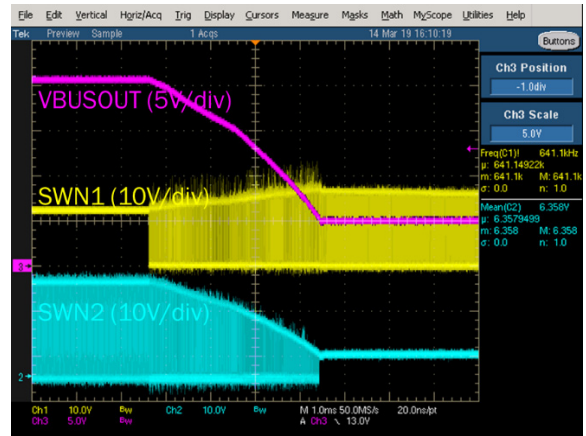 File Edit Vertical Horiz/Acq Trig Display Cursors Measure Masks Math MyScope Utilities Help
Tek Preview Sample 1 Acqs 14 Mar 19 16:10:19
Buttons
Ch3 Position
-1.0div
Ch3 Scale
5.0V
VBUSOUT (5V/div)
Freq(C1)! 641.1kHz
µ: 641.14922k
m: 641.1k M: 641.1k
σ: 0.0 n: 1.0
SWN1 (10V/div)
Mean(C2) 6.358V
µ: 6.3579499
m: 6.358 M: 6.358
σ: 0.0 n: 1.0
3
SWN2 (10V/div)
2
Ch1 10.0V Bw Ch2 10.0V Bw M 1.0ms 50.0MS/s 20.0ns/pt
Ch3 5.0V Bw A Ch3 \ 13.0V